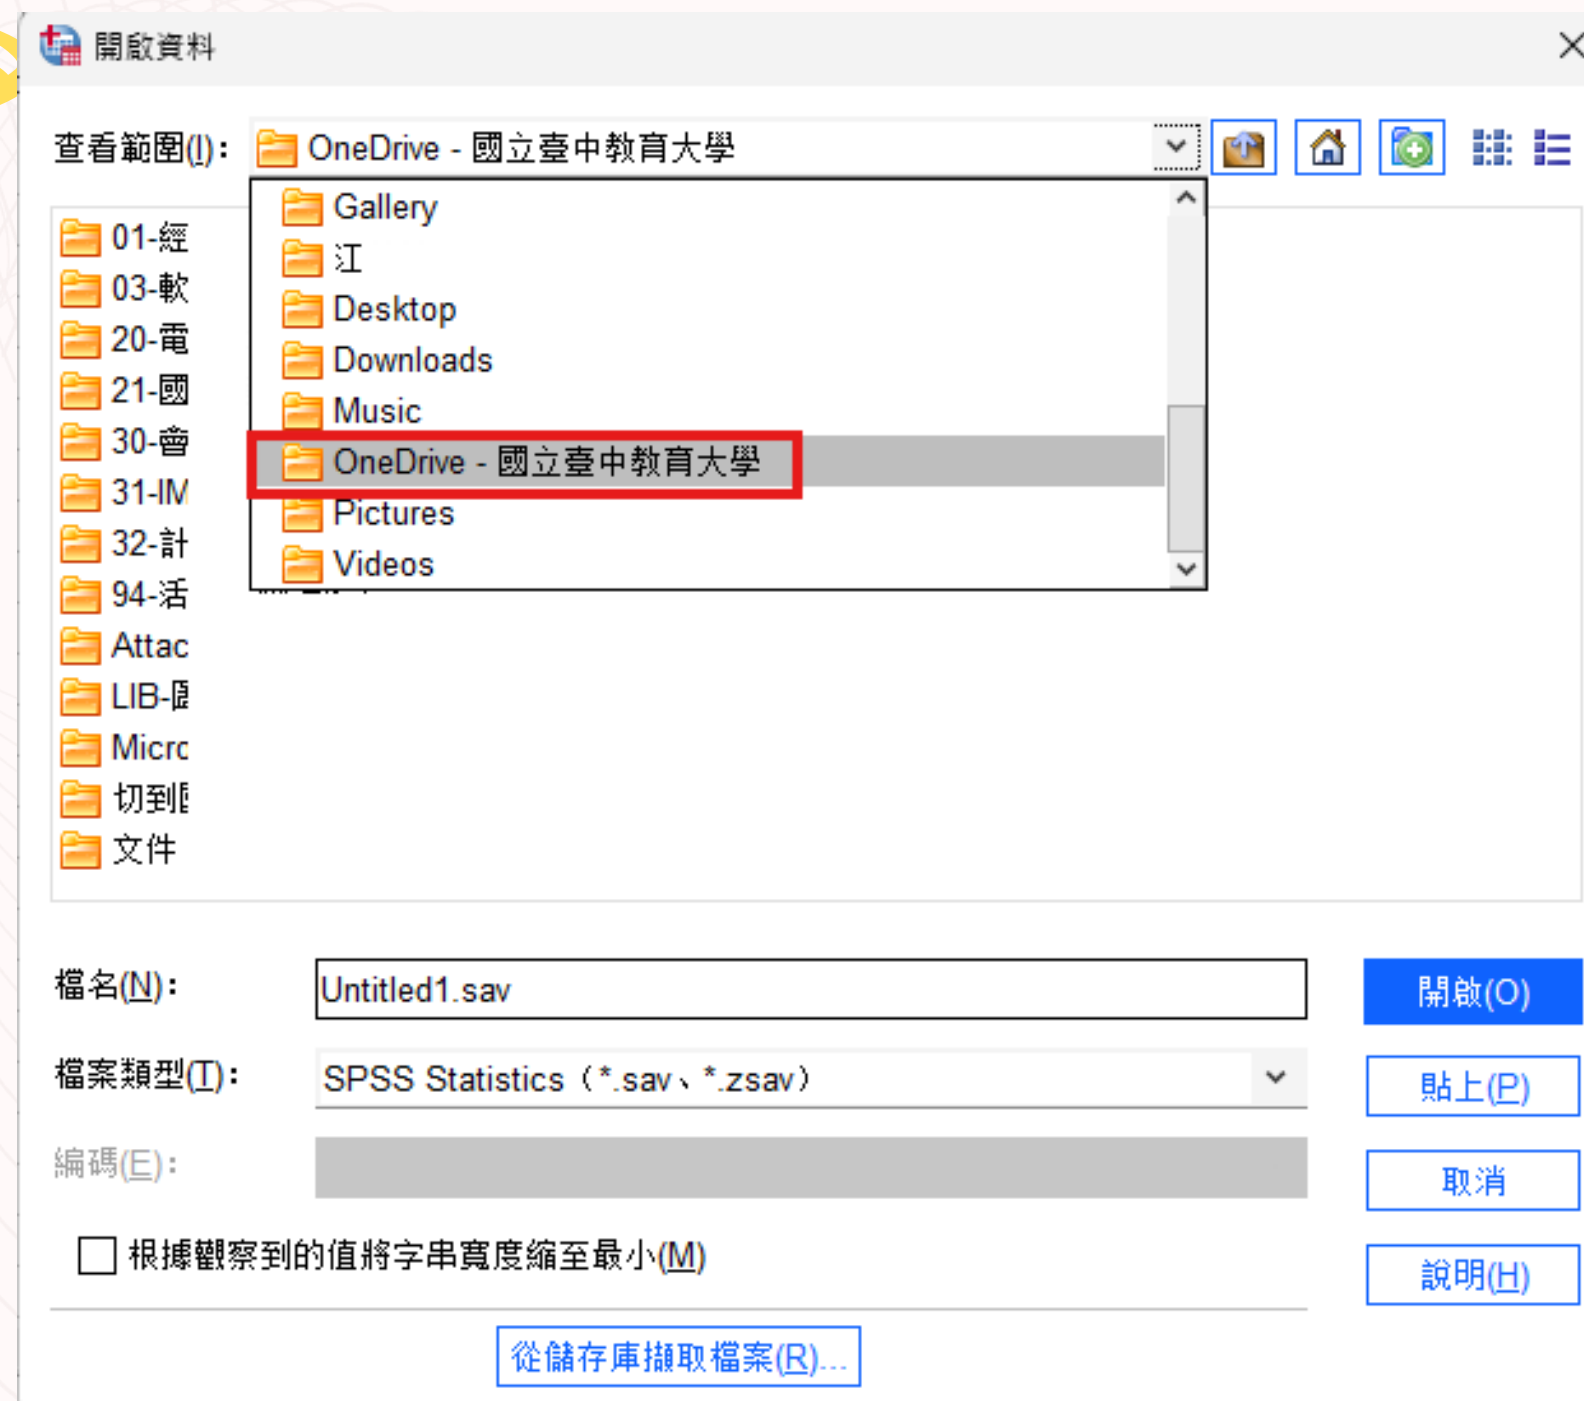 開啟資料
查看範圍(I): OneDrive - 國立臺中教育大學
Gallery
江
Desktop
Downloads
Music
OneDrive - 國立臺中教育大學
Pictures
Videos
01-經
03-軟
20-電
21-國
30-會
31-IM
32-計
94-活
Attac
LIB-
Micro
切到
文件
檔名(N): Untitled1.sav
開啟(O)
檔案類型(T): SPSS Statistics (*.sav、*.zsav)
貼上(P)
編碼(E):
取消
根據觀察到的值將字串寬度縮至最小(M)
說明(H)
從儲存庫擷取檔案(R)...